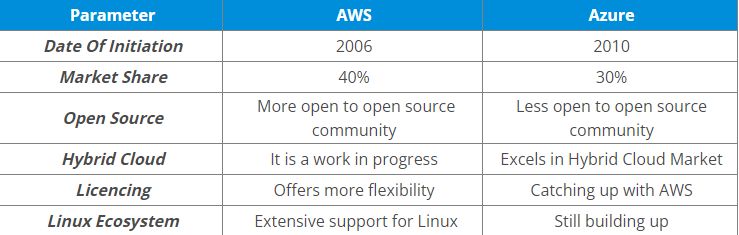 Parameter AWS Azure
Date Of Initiation 2006 2010
Market Share 40% 30%
Open Source More open to open source community Less open to open source community
Hybrid Cloud It is a work in progress Excels in Hybrid Cloud Market
Licencing Offers more flexibility Catching up with AWS
Linux Ecosystem Extensive support for Linux Still building up